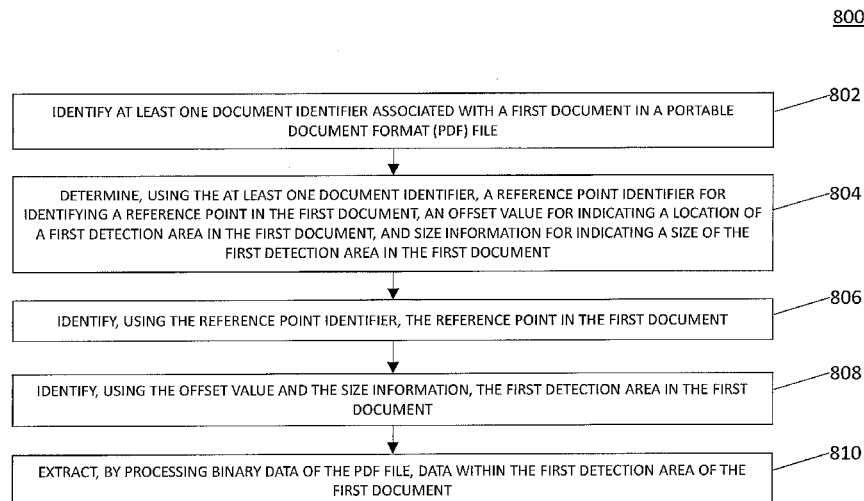 800
802
IDENTIFY AT LEAST ONE DOCUMENT IDENTIFIER ASSOCIATED WITH A FIRST DOCUMENT IN A PORTABLE
DOCUMENT FORMAT (PDF) FILE
804
DETERMINE, USING THE AT LEAST ONE DOCUMENT IDENTIFIER, A REFERENCE POINT IDENTIFIER FOR
IDENTIFYING A REFERENCE POINT IN THE FIRST DOCUMENT, AN OFFSET VALUE FOR INDICATING A LOCATION OF
A FIRST DETECTION AREA IN THE FIRST DOCUMENT, AND SIZE INFORMATION FOR INDICATING A SIZE OF THE
FIRST DETECTION AREA IN THE FIRST DOCUMENT
806
IDENTIFY, USING THE REFERENCE POINT IDENTIFIER, THE REFERENCE POINT IN THE FIRST DOCUMENT
808
IDENTIFY, USING THE OFFSET VALUE AND THE SIZE INFORMATION, THE FIRST DETECTION AREA IN THE FIRST
DOCUMENT
810
EXTRACT, BY PROCESSING BINARY DATA OF THE PDF FILE, DATA WITHIN THE FIRST DETECTION AREA OF THE
FIRST DOCUMENT